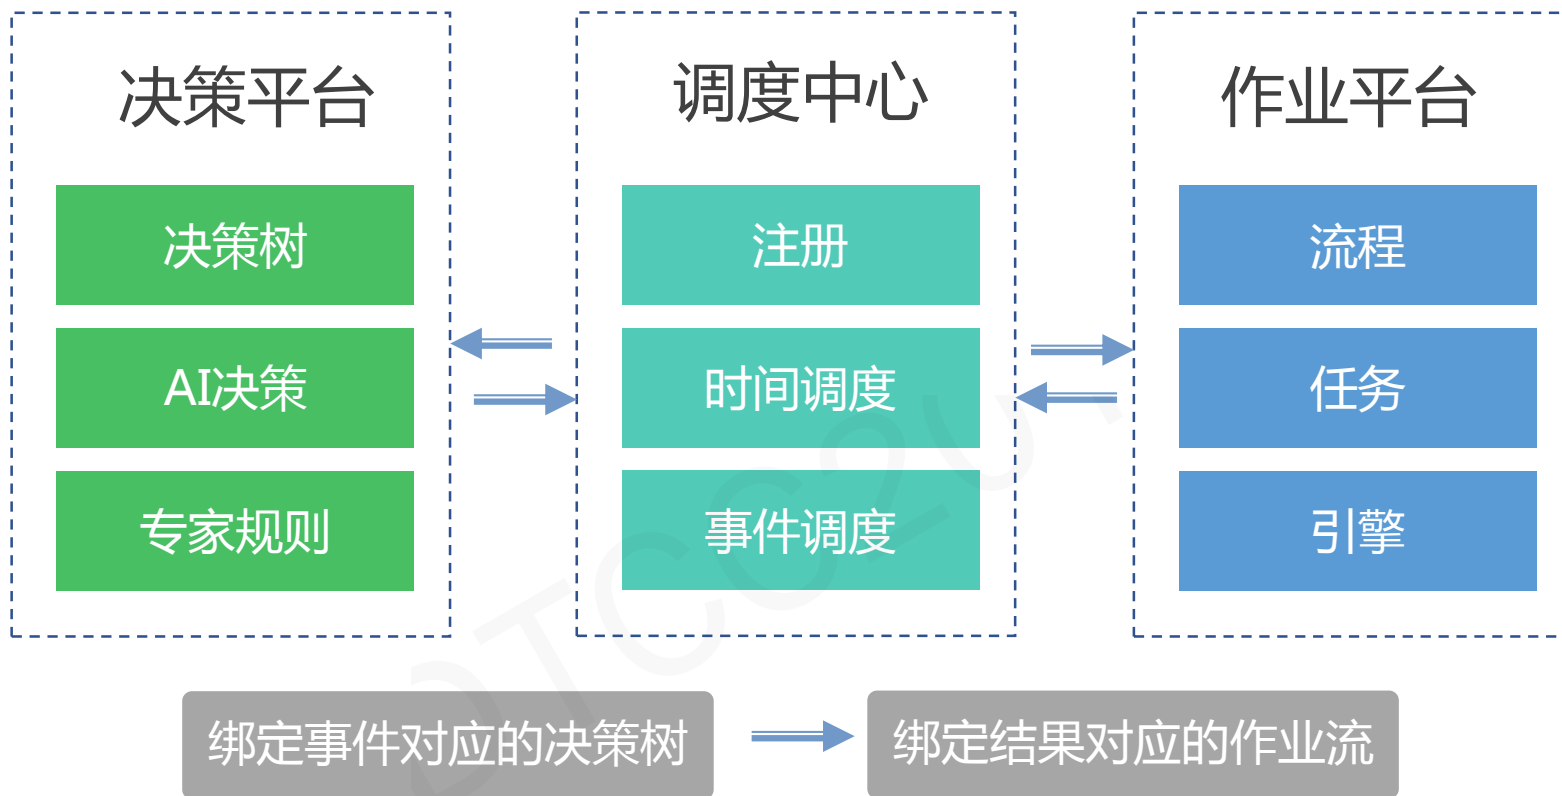 决策平台
决策树
AI决策
专家规则
调度中心
注册
时间调度
事件调度
作业平台
流程
任务
引擎
绑定事件对应的决策树
绑定结果对应的作业流